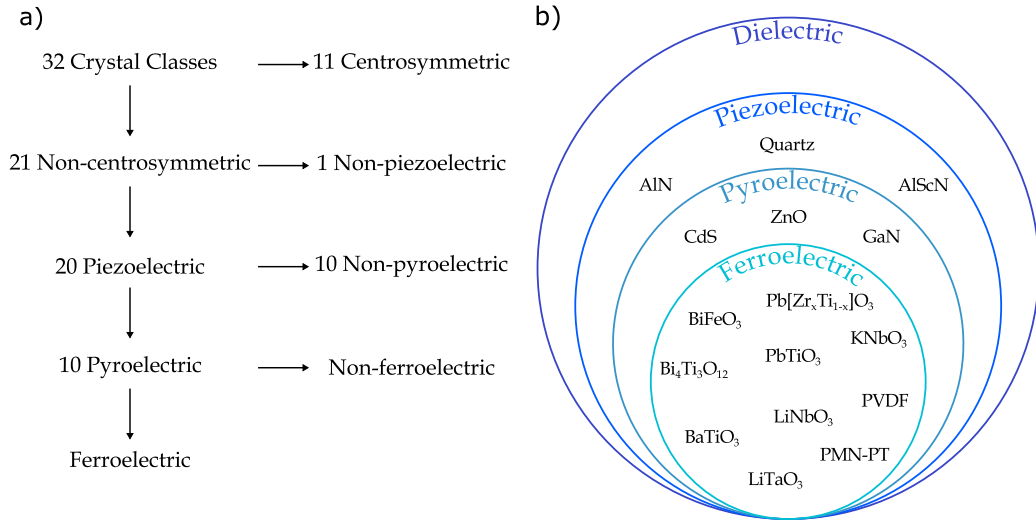 a)
32 Crystal Classes
11 Centrosymmetric
21 Non-centrosymmetric
1 Non-piezoelectric
20 Piezoelectric
10 Non-pyroelectric
10 Pyroelectric
Non-ferroelectric
Ferroelectric
b)
Dielectric
Piezoelectric
Quartz
AlN
AlScN
Pyroelectric
ZnO
CdS
GaN
Ferroelectric
Pb[ZrₓTi₁₋ₓ]O₃
BiFeO₃
KNbO₃
PbTiO₃
Bi₄Ti₃O₁₂
PVDF
LiNbO₃
BaTiO₃
PMN-PT
LiTaO₃